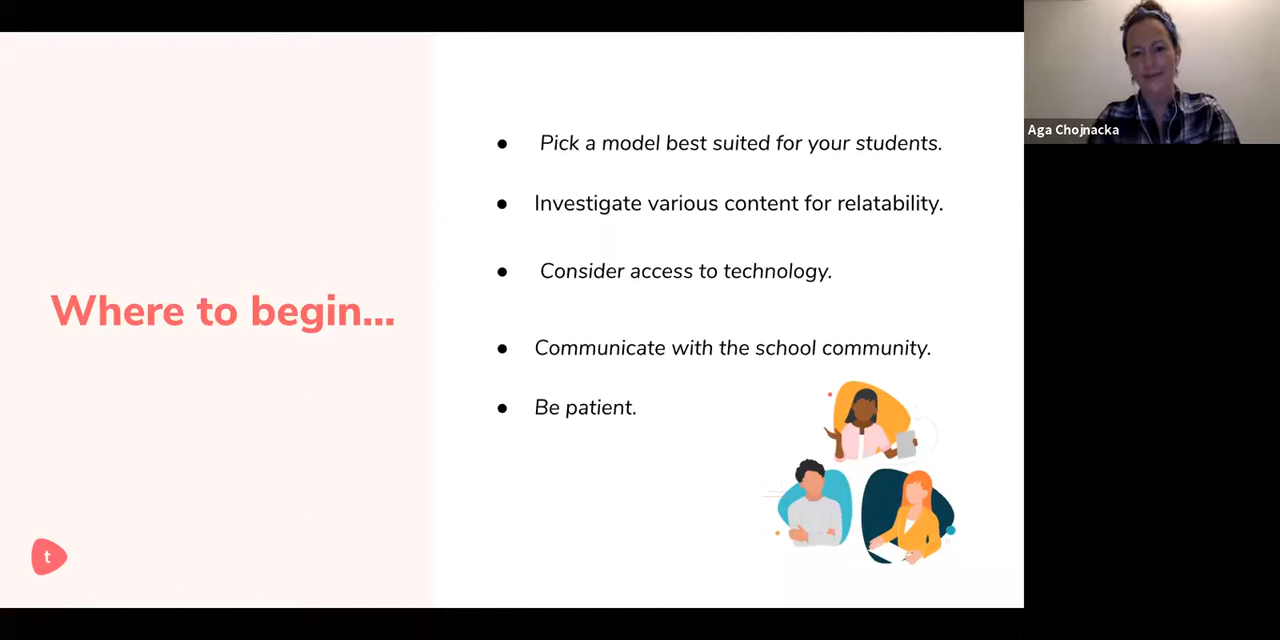 Where to begin...
● Pick a model best suited for your students.
● Investigate various content for relatability.
● Consider access to technology.
● Communicate with the school community.
● Be patient.
t
Aga Chojnacka